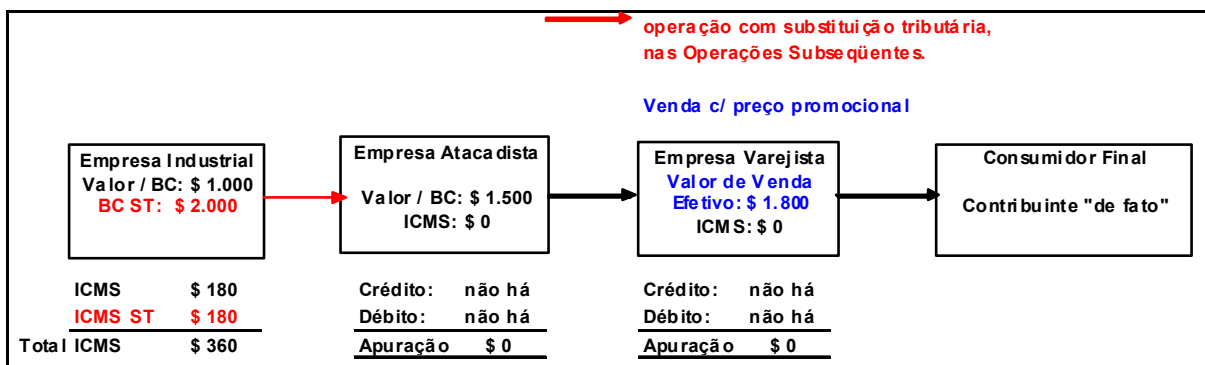 operação com substituição tributária,
nas Operações Subseqüentes.
Venda c/ preço promocional
Empresa Industrial
Valor / BC: $ 1.000
BC ST: $ 2.000
Empresa Atacadista
Valor / BC: $ 1.500
ICMS: $ 0
Empresa Varejista
Valor de Venda
Efetivo: $ 1.800
ICMS: $ 0
Consumidor Final
Contribuinte "de fato"
ICMS $ 180
ICMS ST $ 180
Total ICMS $ 360
Crédito: não há
Débito: não há
Apuração $ 0
Crédito: não há
Débito: não há
Apuração $ 0